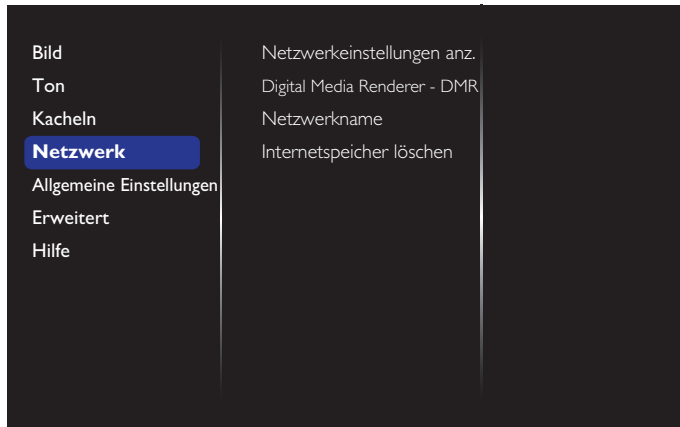 Bild
Ton
Kacheln
Netzwerk
Allgemeine Einstellungen
Erweitert
Hilfe
Netzwerkeinstellungen anz.
Digital Media Renderer - DMR
Netzwerkname
Internetspeicher löschen